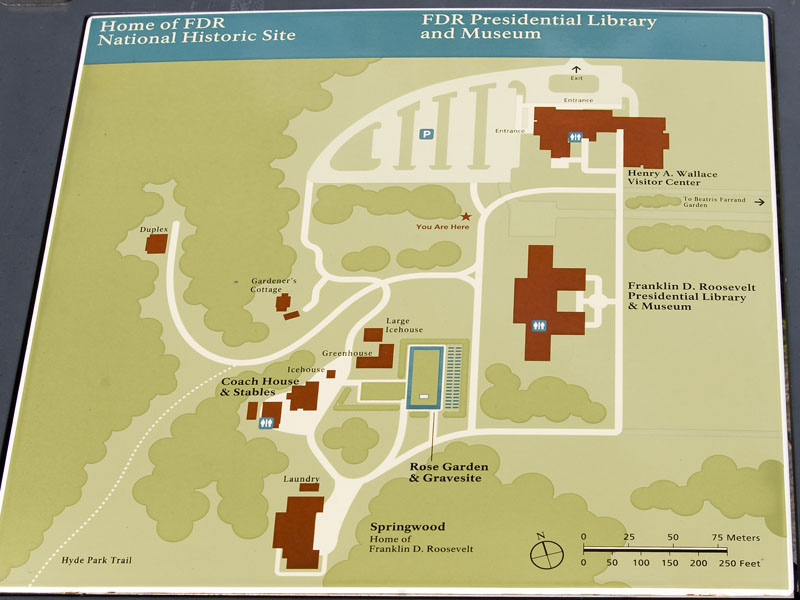 Home of FDR
National Historic Site
FDR Presidential Library
and Museum
Exit
Entrance
P
Entrance
Henry A. Wallace
Visitor Center
To Beatrix Farrand
Garden
You Are Here
Duplex
Gardener's
Cottage
Franklin D. Roosevelt
Presidential Library
& Museum
Large
Icehouse
Greenhouse
Icehouse
Coach House
& Stables
Rose Garden
& Gravesite
Laundry
Springwood
Home of
Franklin D. Roosevelt
Hyde Park Trail
N
0 25 50 75 Meters
0 50 100 150 200 250 Feet